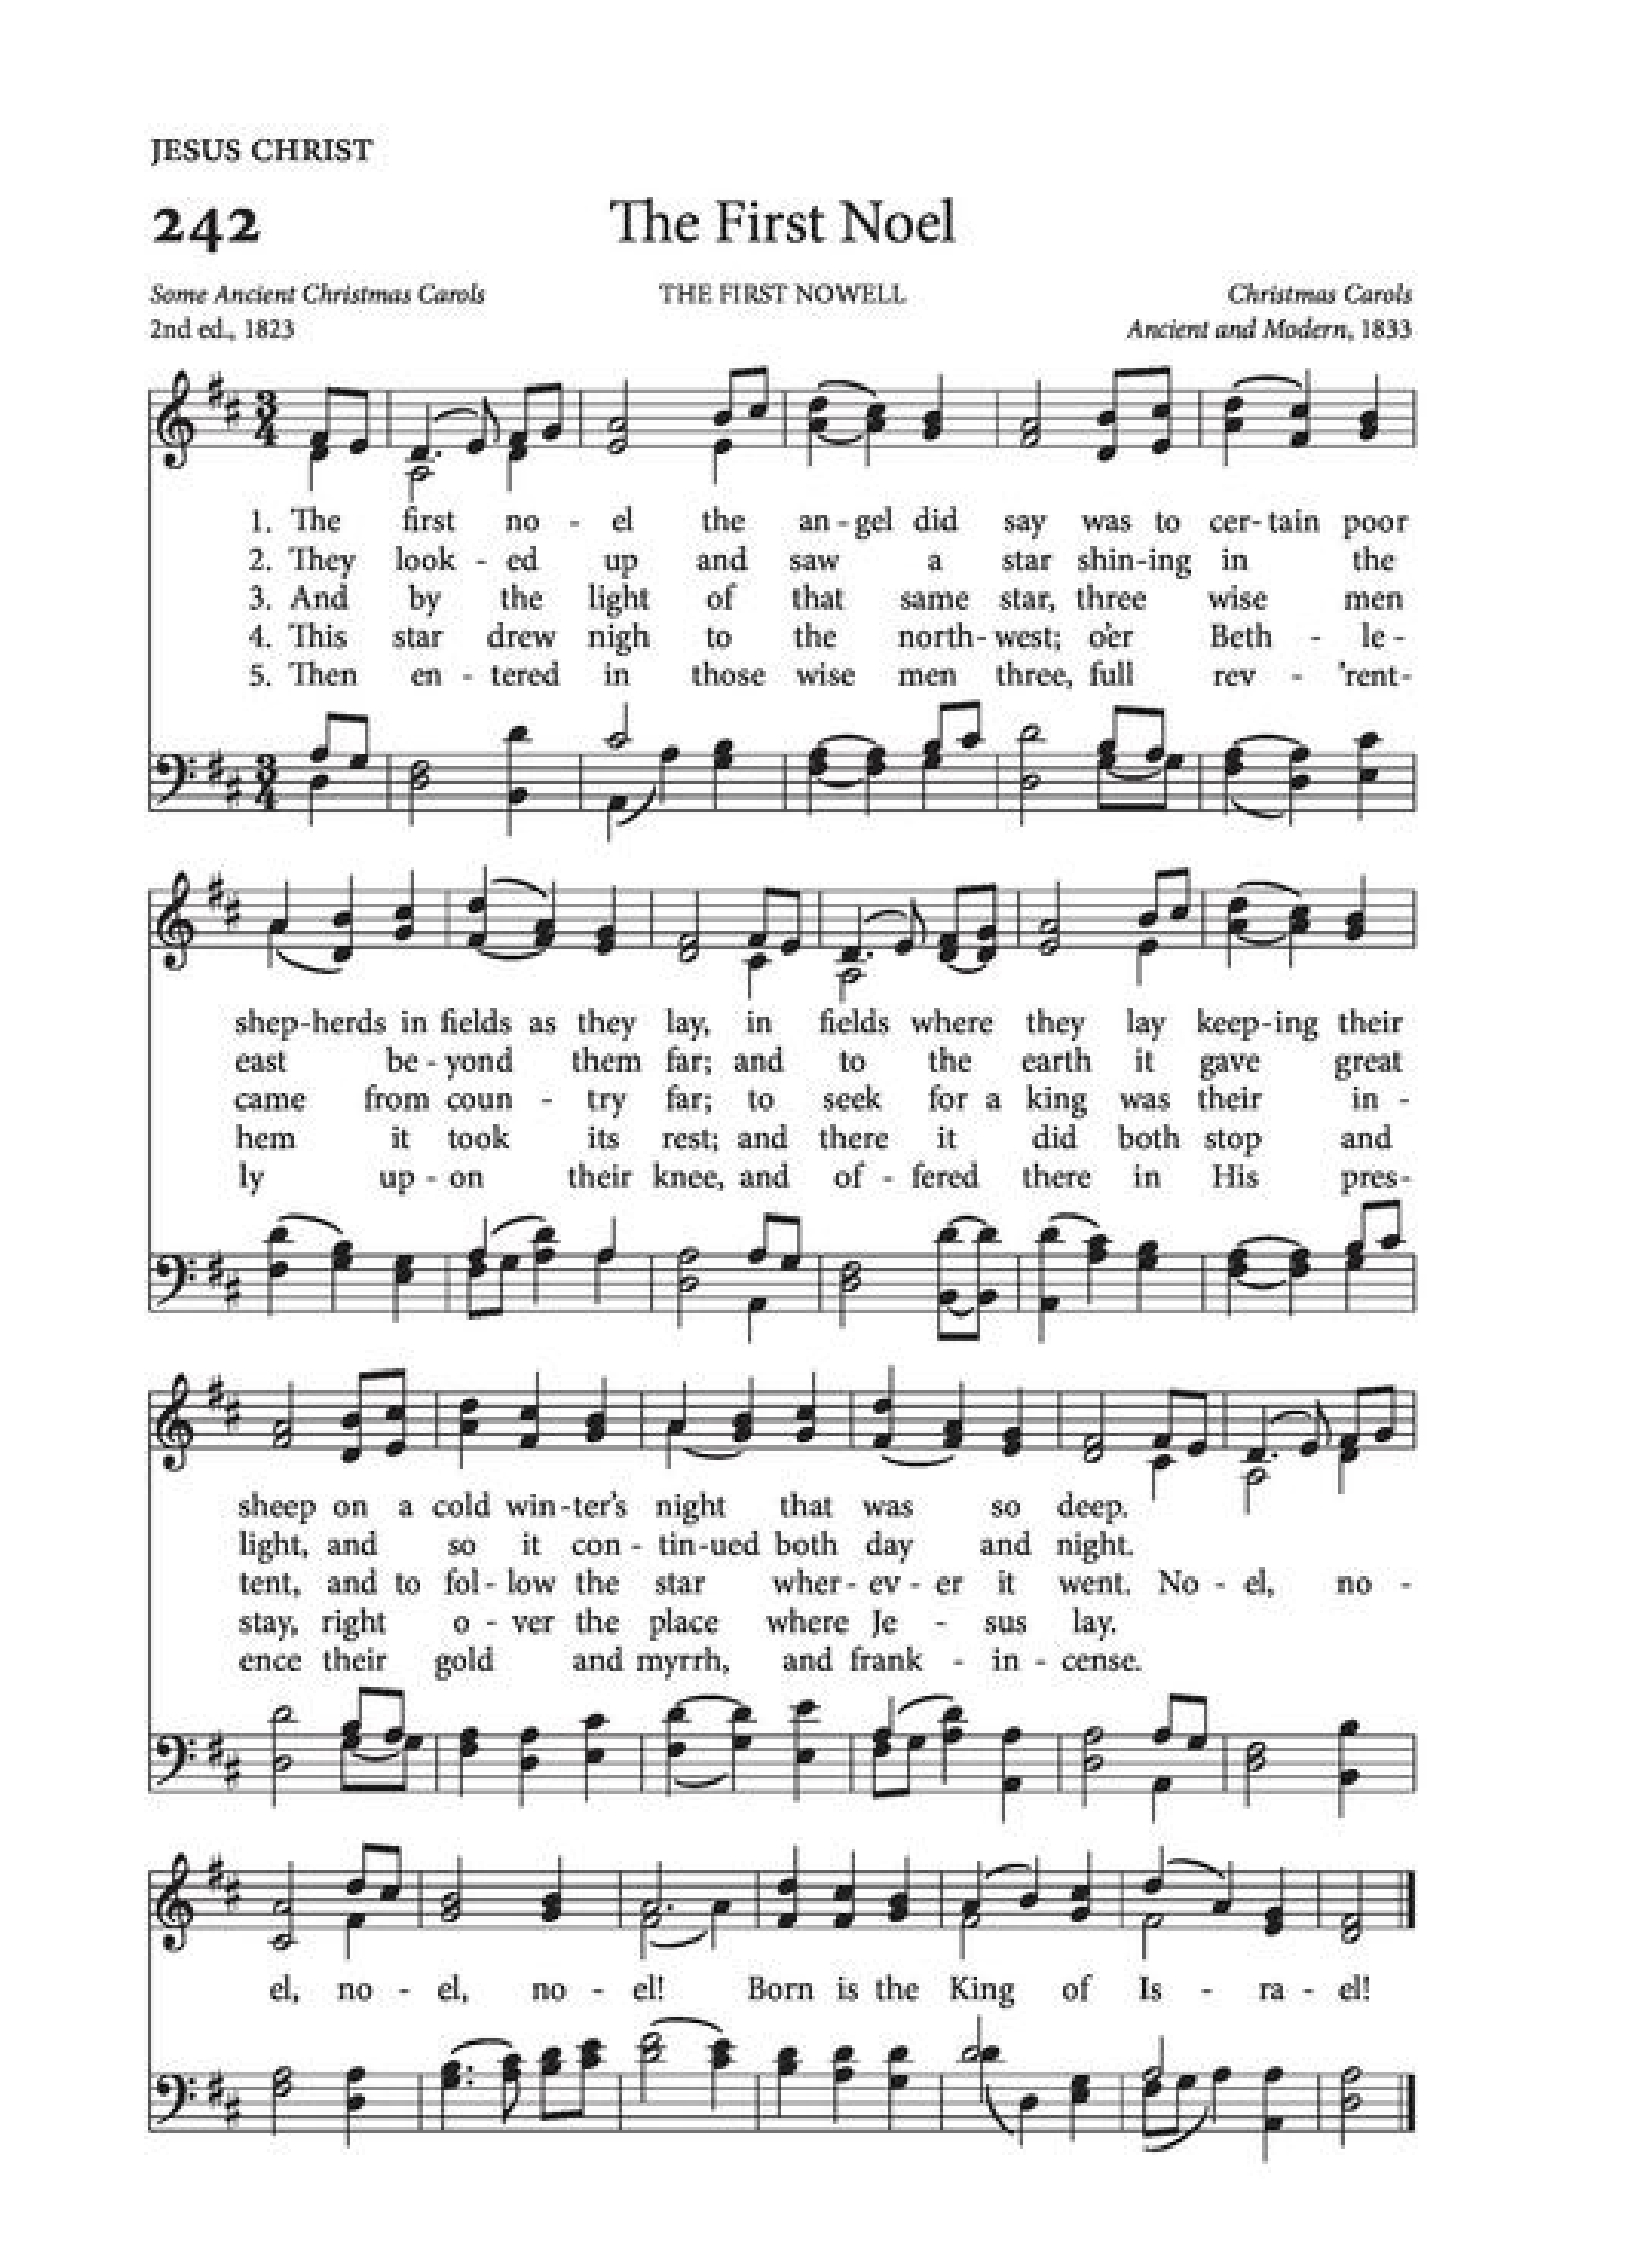 JESUS CHRIST
242
The First Noel
Some Ancient Christmas Carols THE FIRST NOWELL Christmas Carols
2nd ed., 1823 Ancient and Modern, 1833
1. The first no - el the an - gel did say was to cer - tain poor
2. They look - ed up and saw a star shin - ing in the
3. And by the light of that same star, three wise men
4. This star drew nigh to the north - west; o'er Beth - le -
5. Then en - tered in those wise men three, full rev - 'rent -
shep - herds in fields as they lay, in fields where they lay keep - ing their
east be - yond them far; and to the earth it gave great
came from coun - try far; to seek for a king was their in -
hem it took its rest; and there it did both stop and
ly up - on their knee, and of - fered there in His pres -
sheep on a cold win - ter's night that was so deep.
light, and so it con - tin - ued both day and night.
tent, and to fol - low the star wher - ev - er it went. No - el, no -
stay, right o - ver the place where Je - sus lay.
ence their gold and myrrh, and frank - in - cense.
el, no - el, no - el! Born is the King of Is - ra - el!